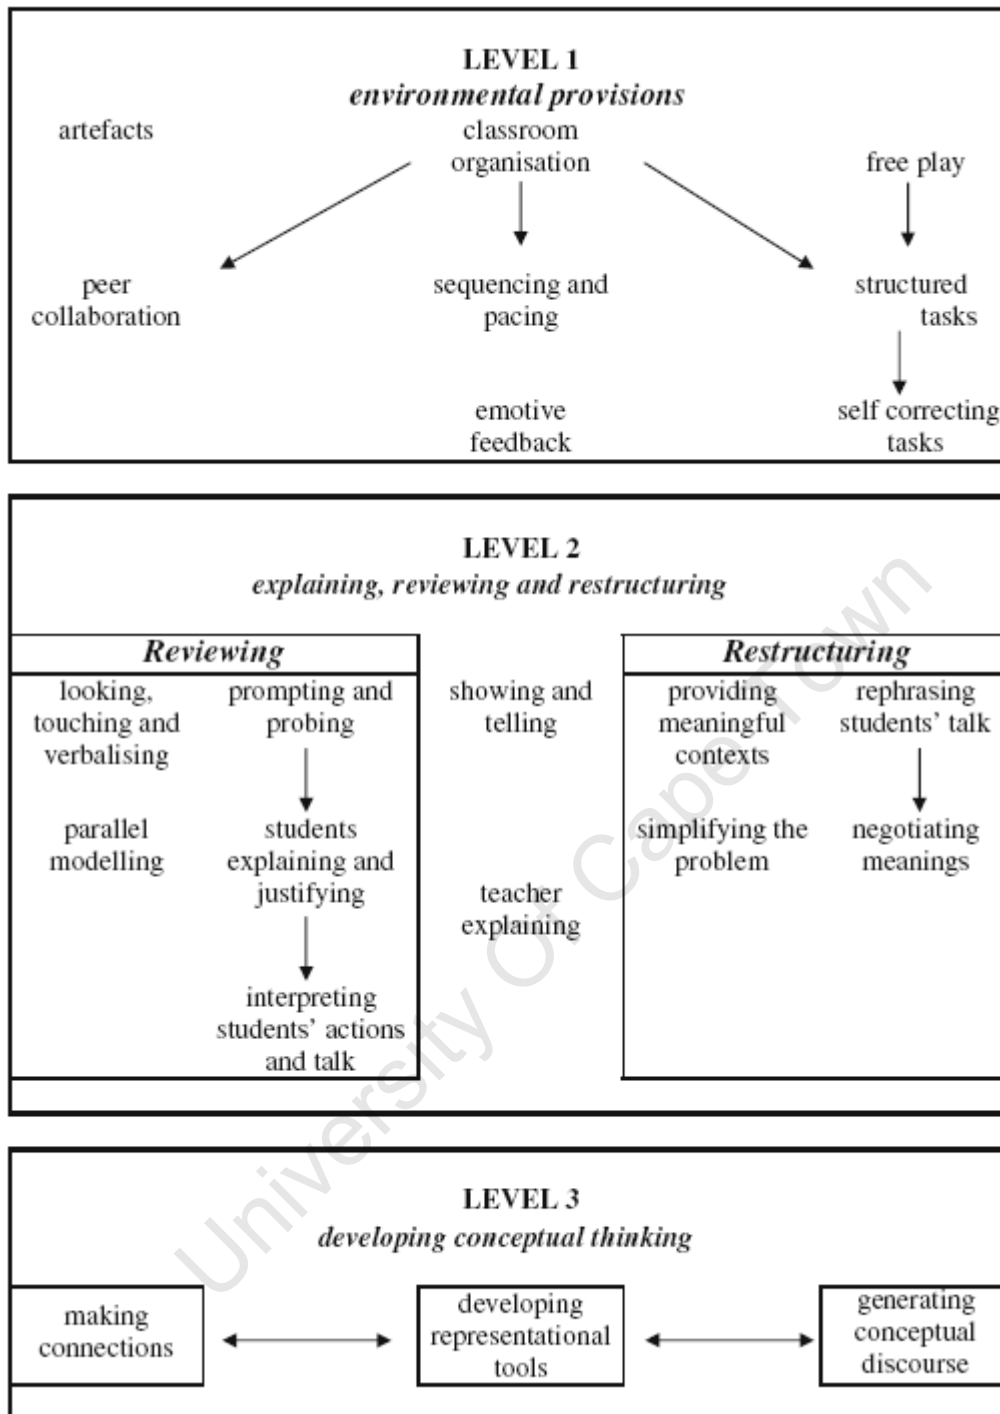 LEVEL 1
environmental provisions
artefacts
classroom
organisation
free play
peer
collaboration
sequencing and
pacing
structured
tasks
emotive
feedback
self correcting
tasks
LEVEL 2
explaining, reviewing and restructuring
Reviewing
looking,
touching and
verbalising
prompting and
probing
parallel
modelling
students
explaining and
justifying
interpreting
students' actions
and talk
showing and
telling
teacher
explaining
Restructuring
providing
meaningful
contexts
rephrasing
students' talk
simplifying the
problem
negotiating
meanings
LEVEL 3
developing conceptual thinking
making
connections
developing
representational
tools
generating
conceptual
discourse
University Of Cape Town